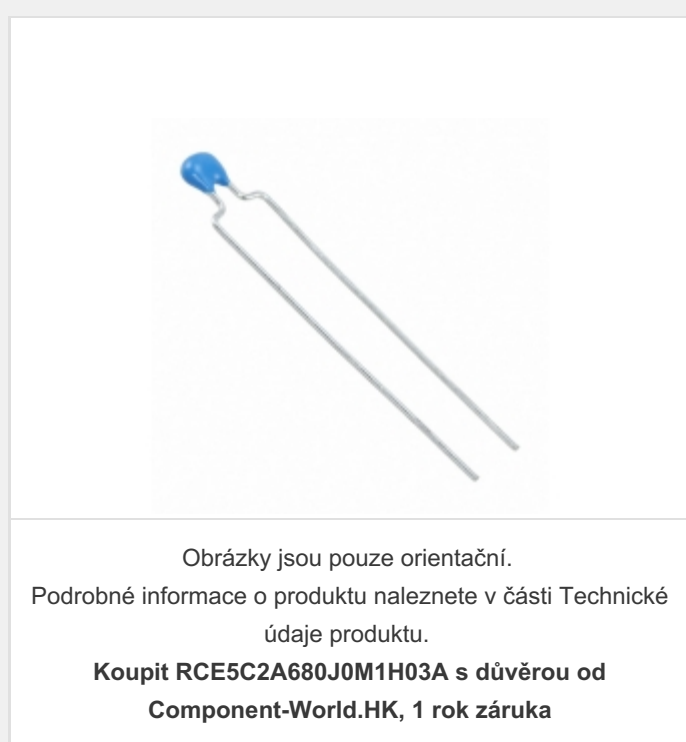 Obrázky jsou pouze orientační.
Podrobné informace o produktu naleznete v části Technické
údaje produktu.
Koupit RCE5C2A680J0M1H03A s důvěrou od
Component-World.HK, 1 rok záruka